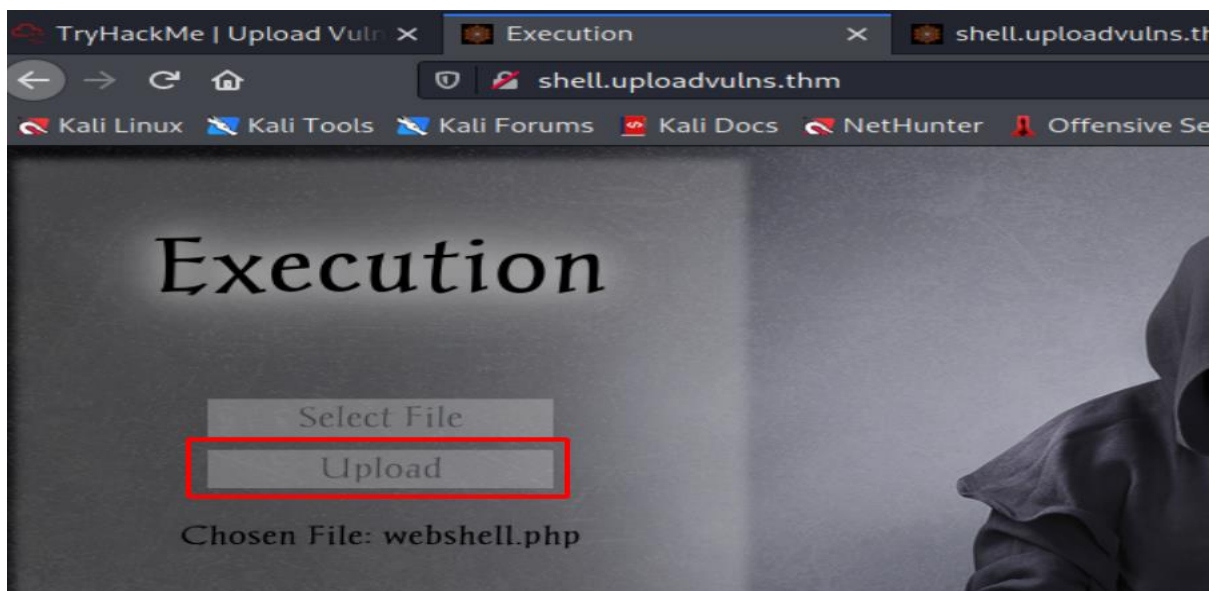 TryHackMe | Upload Vuln
Execution
shell.uploadvulns.th
shell.uploadvulns.thm
Kali Linux Kali Tools Kali Forums Kali Docs NetHunter Offensive Se
Execution
Select File
Upload
Chosen File: webshell.php